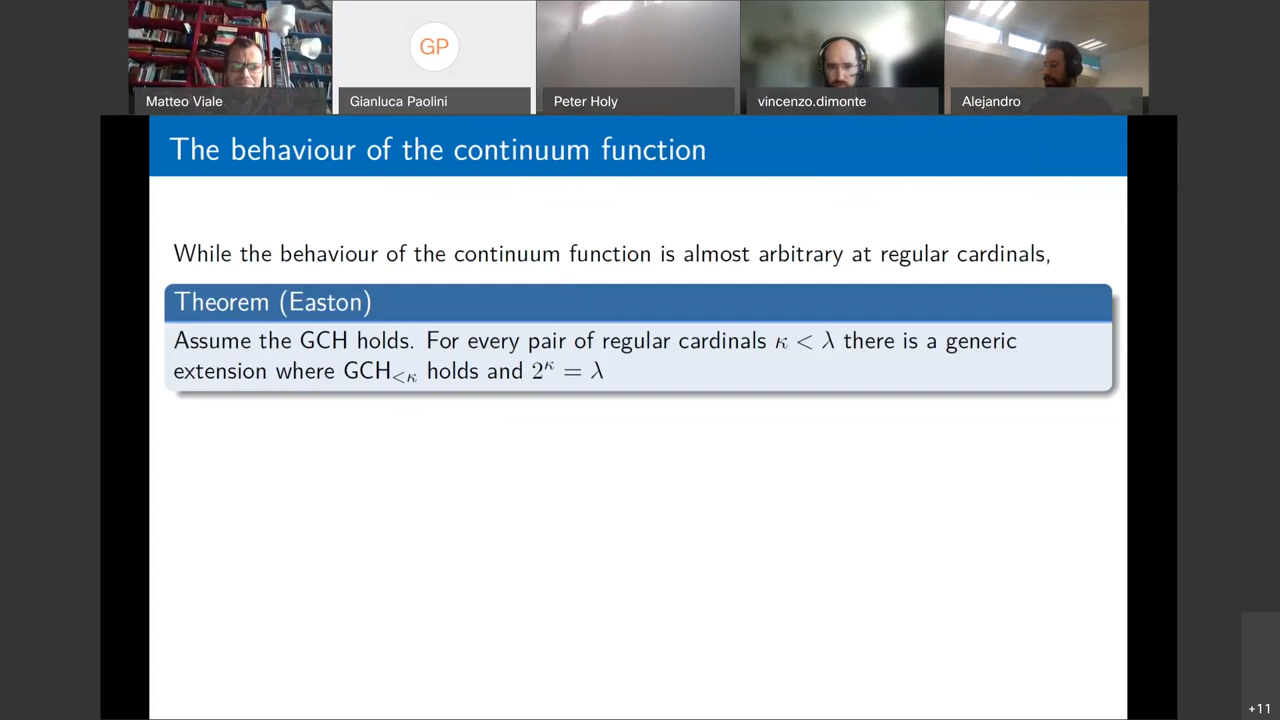 GP
Matteo Viale
Gianluca Paolini
Peter Holy
vincenzo.dimonte
Alejandro
The behaviour of the continuum function
While the behaviour of the continuum function is almost arbitrary at regular cardinals,
Theorem (Easton)
Assume the GCH holds. For every pair of regular cardinals κ < λ there is a generic
extension where GCH<κ holds and 2^κ = λ
+11